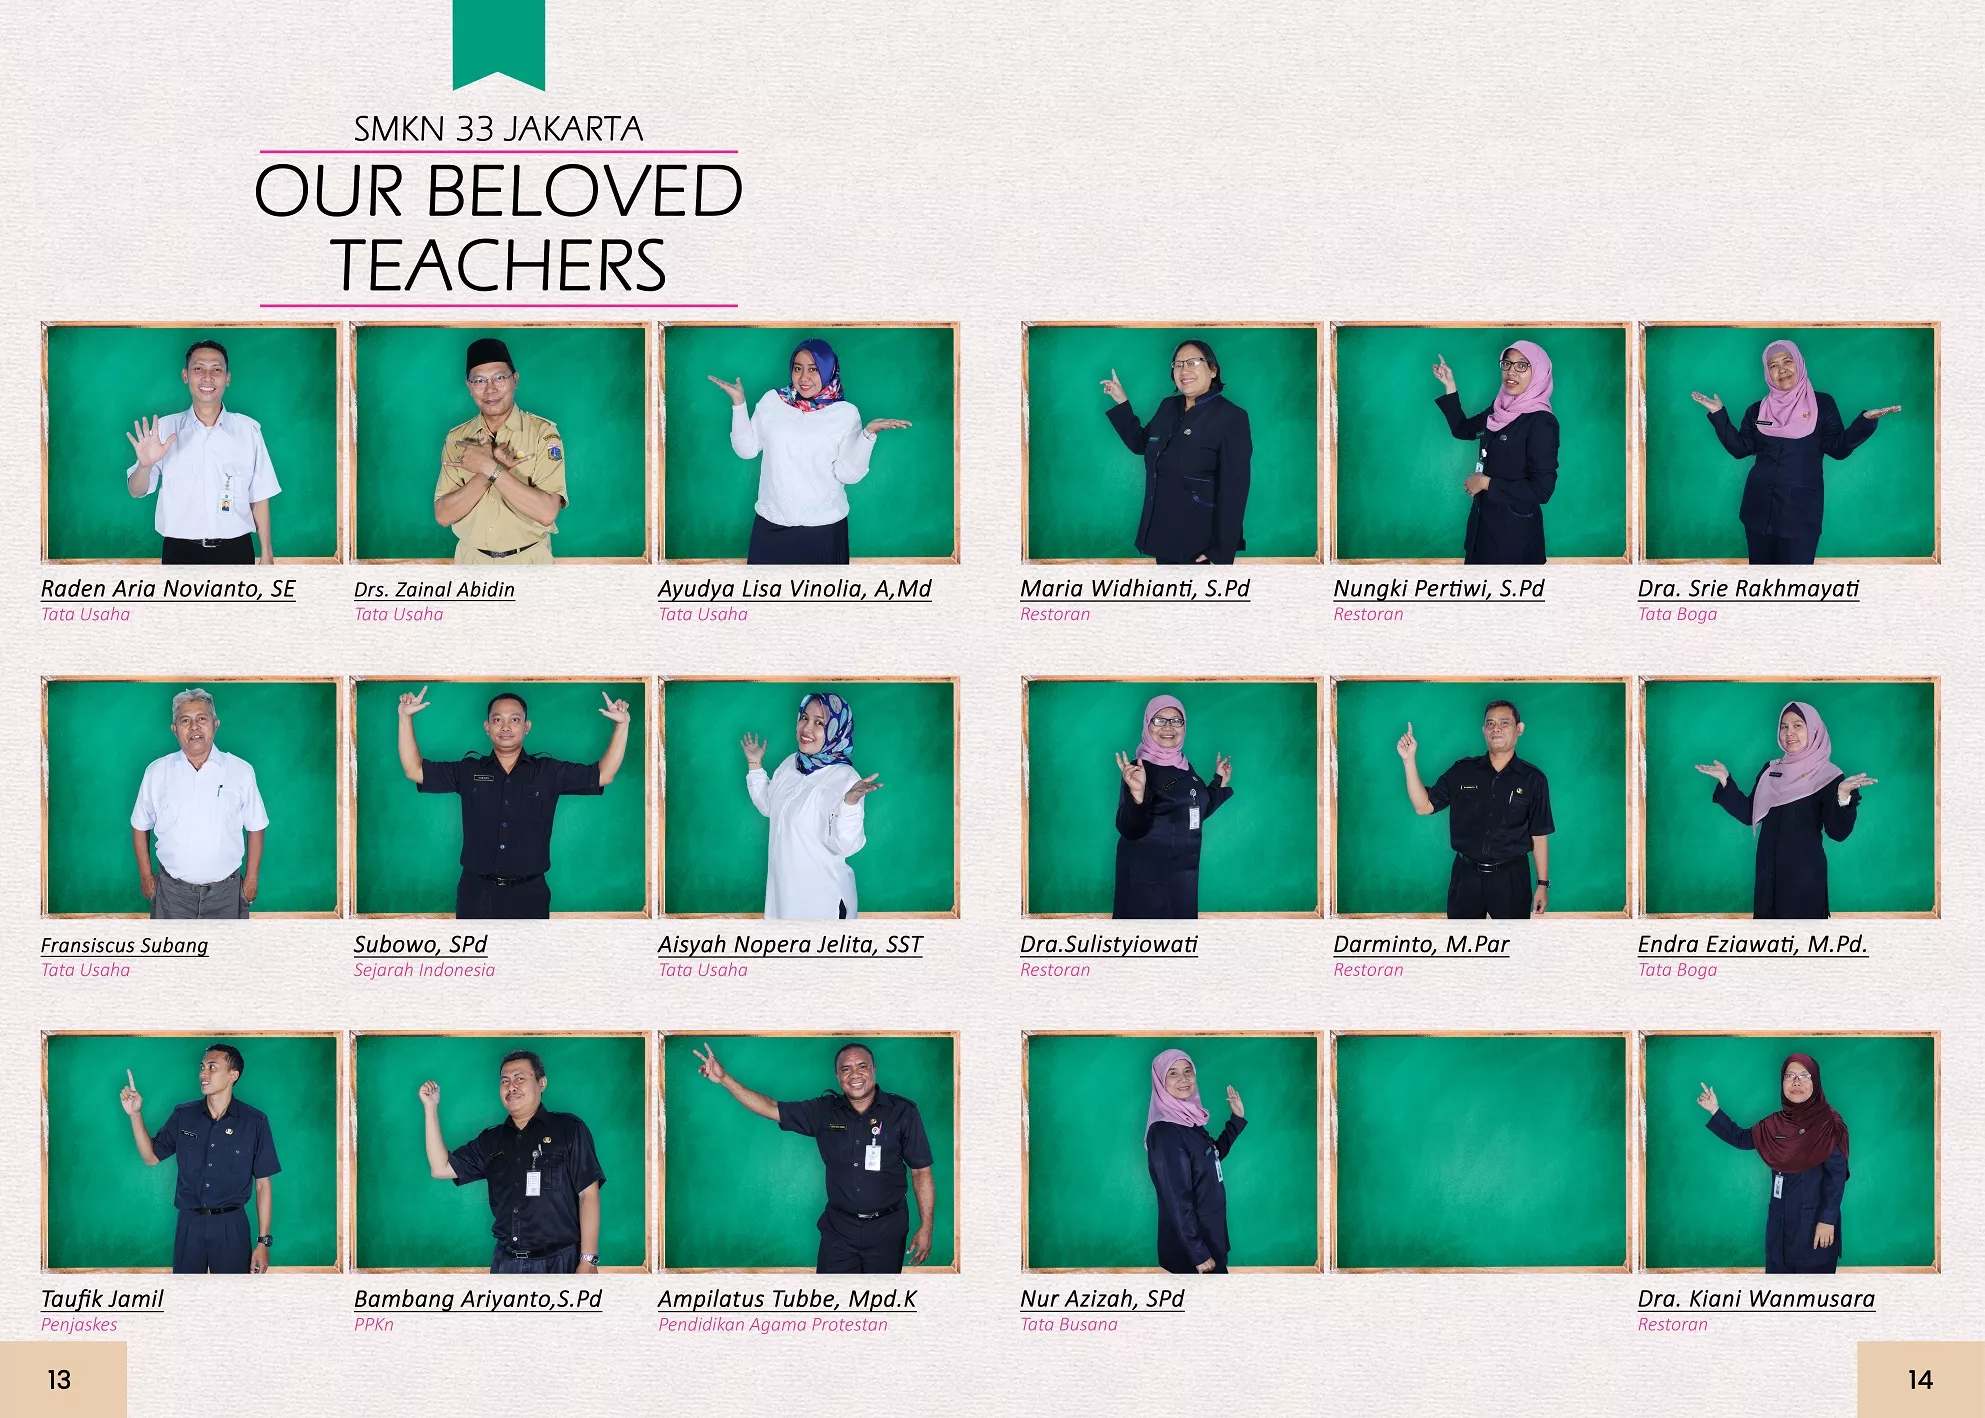 SMKN 33 JAKARTA
OUR BELOVED
TEACHERS
Raden Aria Novianto, SE
Tata Usaha
Drs. Zainal Abidin
Tata Usaha
Ayudya Lisa Vinolia, A,Md
Tata Usaha
Fransiscus Subang
Tata Usaha
Subowo, SPd
Sejarah Indonesia
Aisyah Nopera Jelita, SST
Tata Usaha
Taufik Jamil
Penjaskes
Bambang Ariyanto,S.Pd
PPKn
Ampilatus Tubbe, Mpd.K
Pendidikan Agama Protestan
13
Maria Widhianti, S.Pd
Restoran
Nungki Pertiwi, S.Pd
Restoran
Dra. Srie Rakhmayati
Tata Boga
Dra.Sulistyiowati
Restoran
Darminto, M.Par
Restoran
Endra Eziawati, M.Pd.
Tata Boga
Nur Azizah, SPd
Tata Busana
Dra. Kiani Wanmusara
Restoran
14